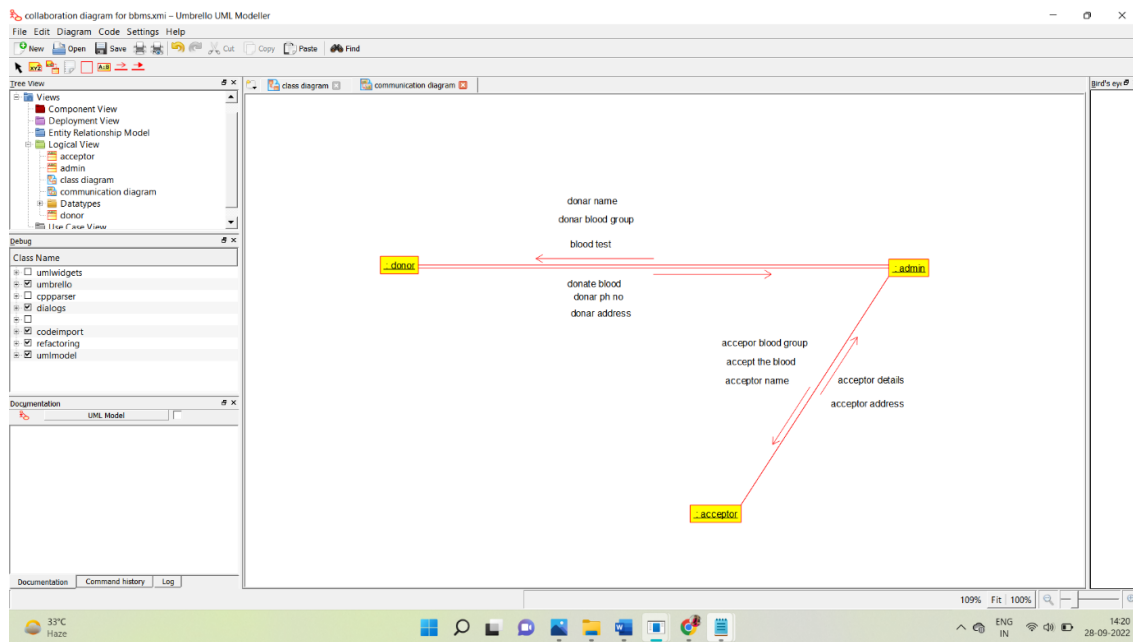 collaboration diagram for bbms.xmi – Umbrello UML Modeller
File Edit Diagram Code Settings Help
New Open Save Cut Copy Paste Find
Tree View
class diagram communication diagram
Bird's eye
Views
Component View
Deployment View
Entity Relationship Model
Logical View
acceptor
admin
class diagram
communication diagram
Datatypes
donor
Use Case View
Debug
Class Name
umlwidgets
umbrello
cppparser
dialogs
codeimport
refactoring
umlmodel
Documentation
UML Model
Documentation Command history Log
donar name
donar blood group
blood test
: donor
: admin
donate blood
donar ph no
donar address
accepor blood group
accept the blood
acceptor name
acceptor details
acceptor address
: acceptor
109% Fit 100%
33°C
Haze
ENG
IN
14:20
28-09-2022